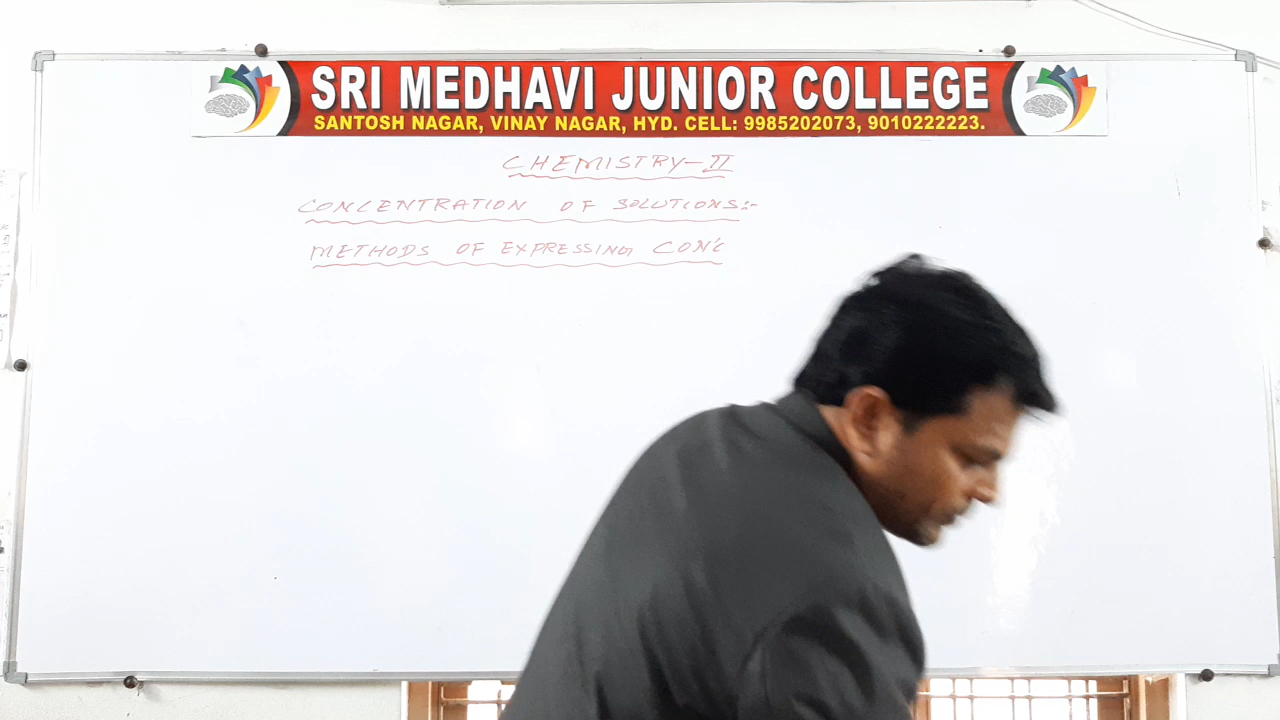 SRI MEDHAVI JUNIOR COLLEGE
SANTOSH NAGAR, VINAY NAGAR, HYD. CELL: 9985202073, 9010222223.
CHEMISTRY-II
CONCENTRATION OF SOLUTIONS:-
METHODS OF EXPRESSING CON'C